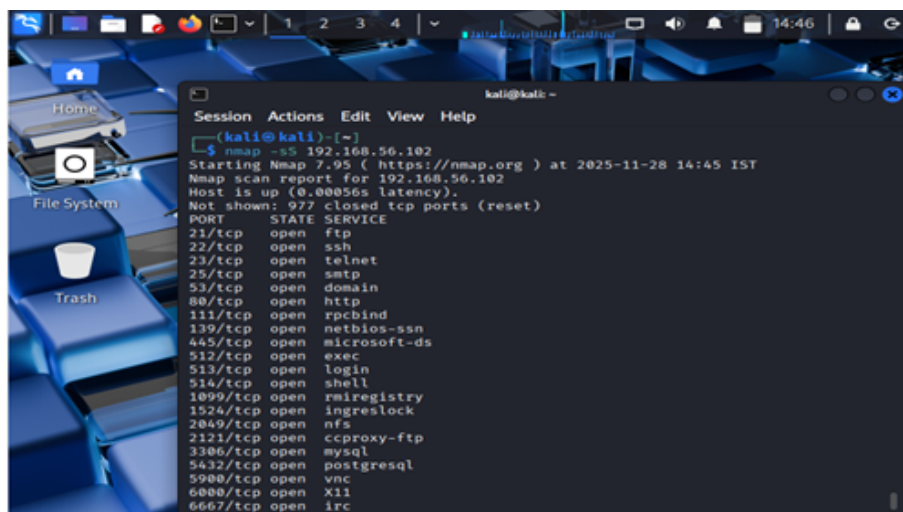 1 2 3 4 14:46
Home
File System
Trash
kali@kali: ~
Session Actions Edit View Help
(kali㉿kali)-[~]
$ nmap -sS 192.168.56.102
Starting Nmap 7.95 ( https://nmap.org ) at 2025-11-28 14:45 IST
Nmap scan report for 192.168.56.102
Host is up (0.00056s latency).
Not shown: 977 closed tcp ports (reset)
PORT STATE SERVICE
21/tcp open ftp
22/tcp open ssh
23/tcp open telnet
25/tcp open smtp
53/tcp open domain
80/tcp open http
111/tcp open rpcbind
139/tcp open netbios-ssn
445/tcp open microsoft-ds
512/tcp open exec
513/tcp open login
514/tcp open shell
1099/tcp open rmiregistry
1524/tcp open ingreslock
2049/tcp open nfs
2121/tcp open ccproxy-ftp
3306/tcp open mysql
5432/tcp open postgresql
5900/tcp open vnc
6000/tcp open X11
6667/tcp open irc